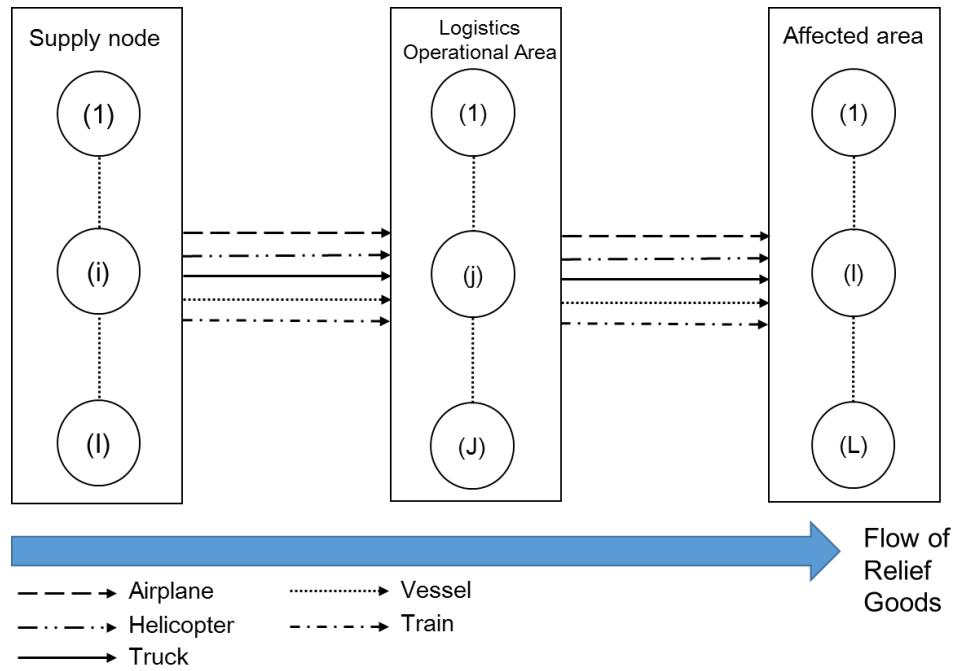 Supply node
(1)
(i)
(I)
Logistics
Operational Area
(1)
(j)
(J)
Affected area
(1)
(l)
(L)
Flow of
Relief
Goods
Airplane
Helicopter
Truck
Vessel
Train